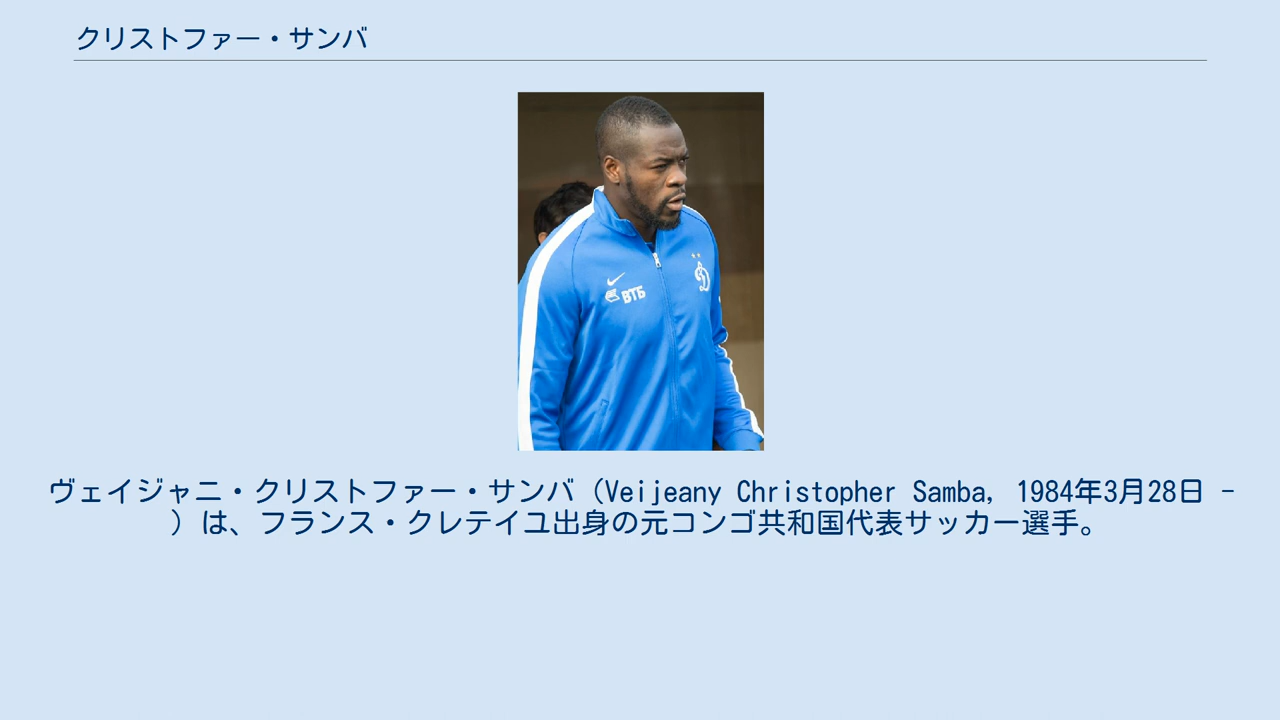 クリストファー・サンバ
ВТБ
ヴェイジャニ・クリストファー・サンバ（Veijeany Christopher Samba, 1984年3月28日 -
）は、フランス・クレテイユ出身の元コンゴ共和国代表サッカー選手。